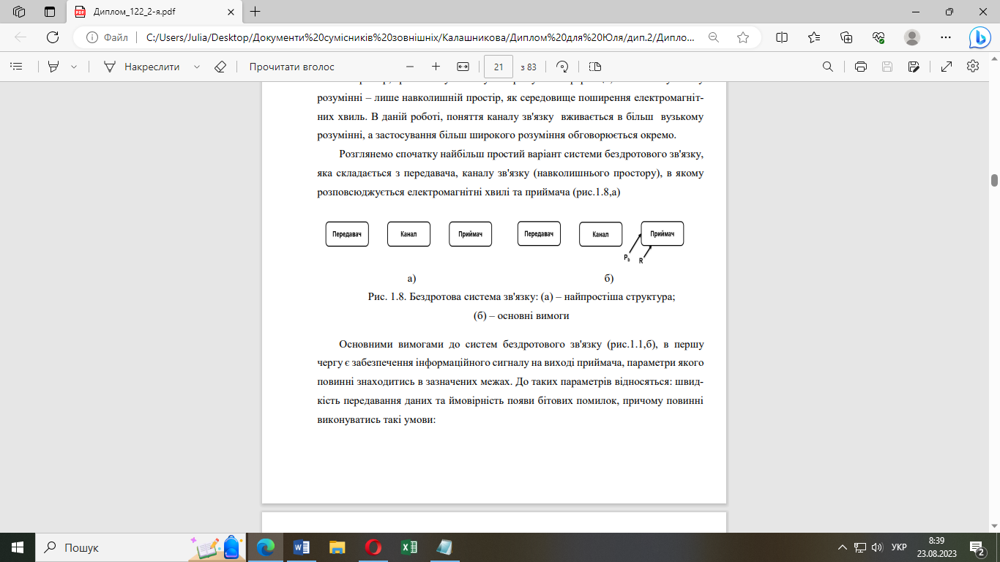 Диплом_122_2-я.pdf
Файл
C:/Users/Julia/Desktop/Документи%20сумісників%20зовнішніх/Калашникова/Диплом%20для%20Юля/дип.2/Дипло...
Накреслити
Прочитати вголос
21
з 83
розумінні – лише навколишній простір, як середовище поширення електромагніт-
них хвиль. В даній роботі, поняття каналу зв'язку вживається в більш вузькому
розумінні, а застосування більш широкого розуміння обговорюється окремо.
Розглянемо спочатку найбільш простий варіант системи бездротового зв'язку,
яка складається з передавача, каналу зв'язку (навколишнього простору), в якому
розповсюджується електромагнітні хвилі та приймача (рис.1.8,а)
Передавач Канал Приймач Передавач Канал Приймач
Pb R
а) б)
Рис. 1.8. Бездротова система зв'язку: (а) – найпростіша структура;
(б) – основні вимоги
Основними вимогами до систем бездротового зв'язку (рис.1.1,б), в першу
чергу є забезпечення інформаційного сигналу на виході приймача, параметри якого
повинні знаходитись в зазначених межах. До таких параметрів відносяться: швид-
кість передавання даних та ймовірність появи бітових помилок, причому повинні
виконуватись такі умови:
Пошук
УКР
8:39
23.08.2023
2